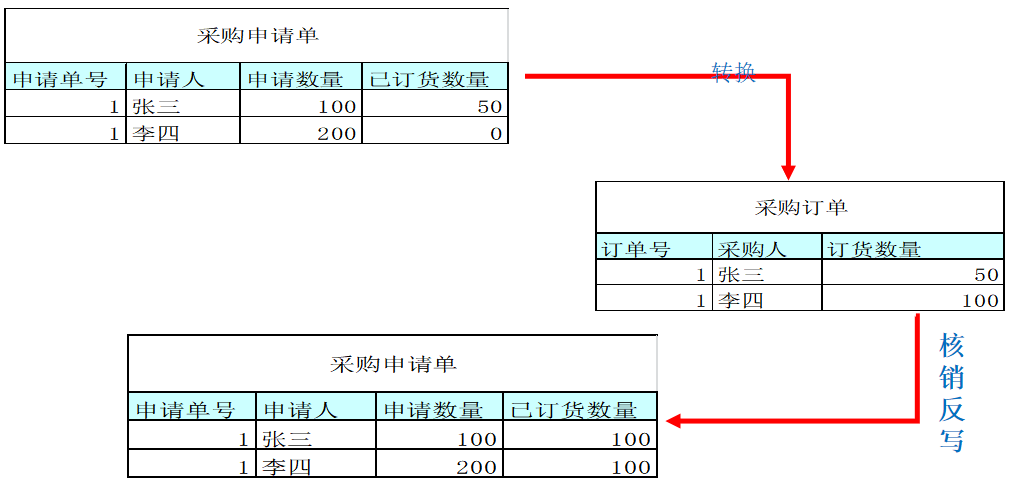 采购申请单
申请单号 申请人 申请数量 已订货数量
1 张三 100 50
1 李四 200 0
转换
采购订单
订单号 采购人 订货数量
1 张三 50
1 李四 100
核销反写
采购申请单
申请单号 申请人 申请数量 已订货数量
1 张三 100 100
1 李四 200 100